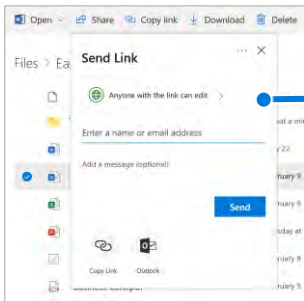 Open Share Copy link Download Delete
Files > Ea
Send Link
Anyone with the link can edit >
Enter a name or email address
Add a message (optional)
Send
Copy Link Outlook